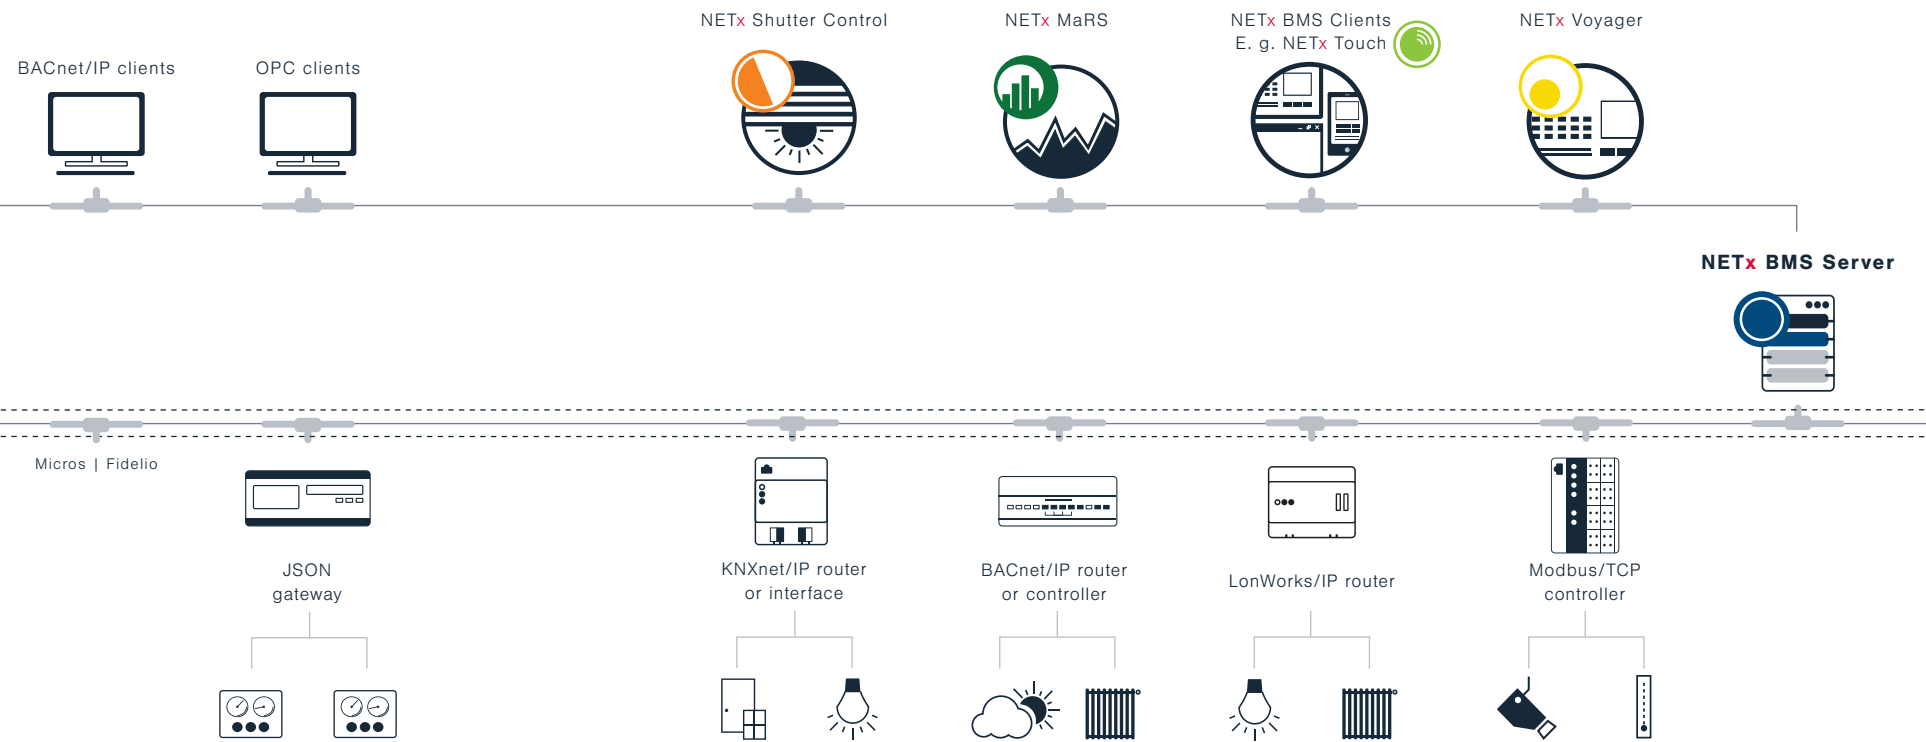 NETx Shutter Control
NETx MaRS
NETx BMS Clients
E. g. NETx Touch
NETx Voyager
BACnet/IP clients
OPC clients
NETx BMS Server
Micros | Fidelio
JSON
gateway
KNXnet/IP router
or interface
BACnet/IP router
or controller
LonWorks/IP router
Modbus/TCP
controller